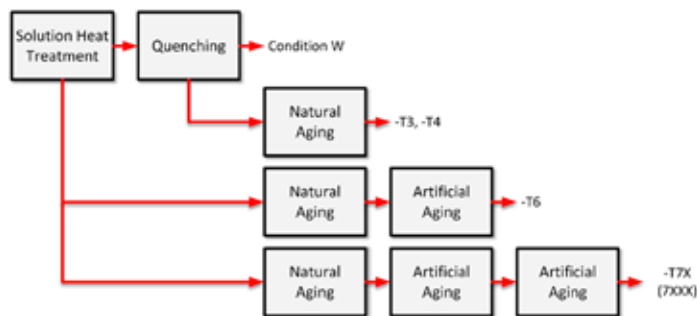 Solution Heat
Treatment
Quenching
Condition W
Natural
Aging
-T3, -T4
Natural
Aging
Artificial
Aging
-T6
Natural
Aging
Artificial
Aging
Artificial
Aging
-T7X
(7XXX)